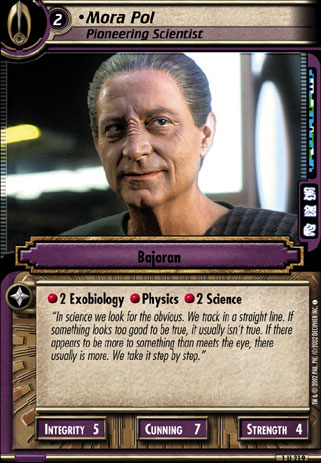 2
•Mora Pol
Pioneering Scientist
Bajoran
2 Exobiology Physics 2 Science
"In science we look for the obvious. We track in a straight line. If
something looks too good to be true, it usually isn't true. If there
appears to be more to something than meets the eye, there
usually is more. We take it step by step."
INTEGRITY 5 CUNNING 7 STRENGTH 4